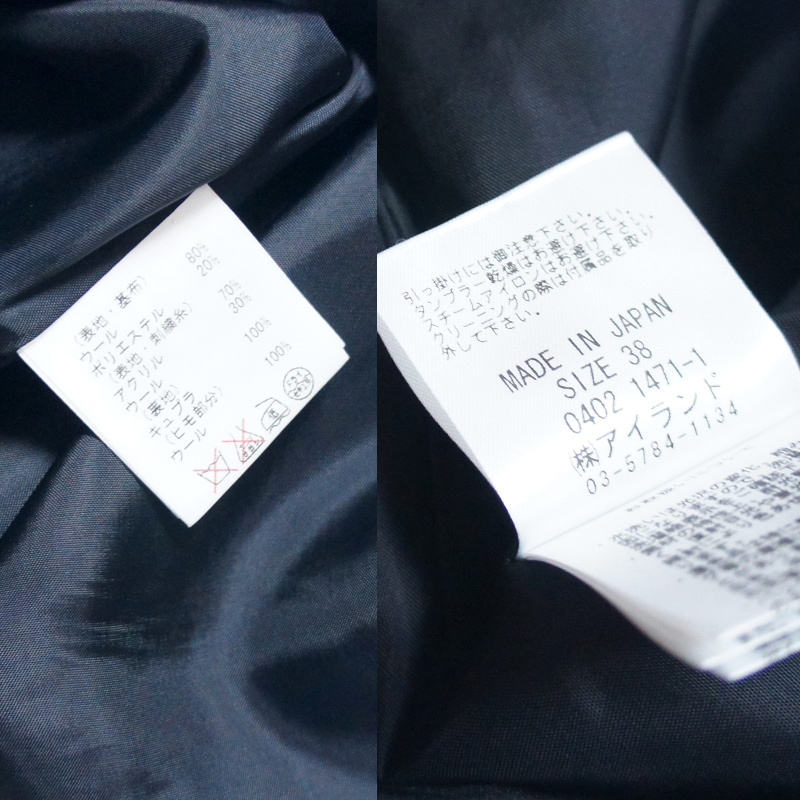 (表地・基布)
ウール 80%
ポリエステル 20%
(表地 刺繍糸)
アクリル 70%
ウール 30%
(裏地)
キュプラ 100%
(ヒモ部分)
ウール 100%
引っ掛けには御注意下さい。
タンブラー乾燥はお避け下さい。
スチームアイロンはお避け下さい。
クリーニングの際は付属品を取り
外して下さい。
MADE IN JAPAN
SIZE 38
0402 1471-1
(株)アイランド
03-5784-1134